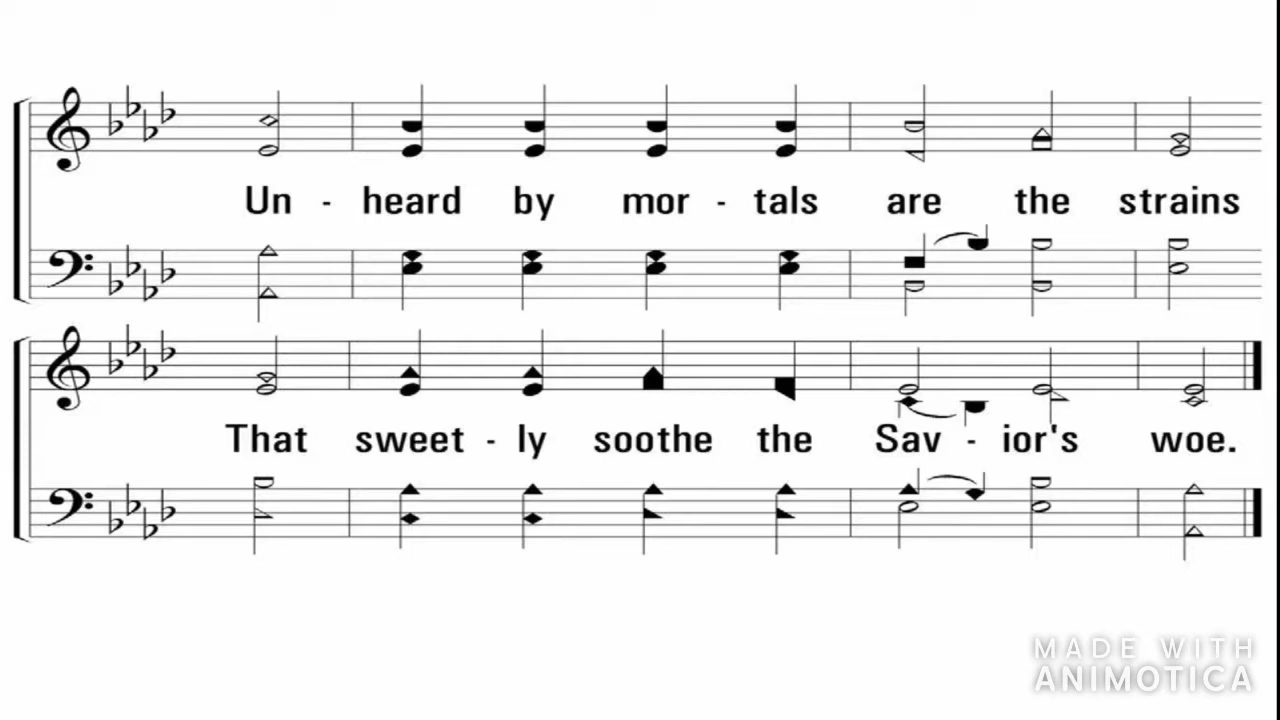 Un - heard by mor - tals are the strains
That sweet - ly soothe the Sav - ior's woe.
MADE WITH
ANIMOTICA